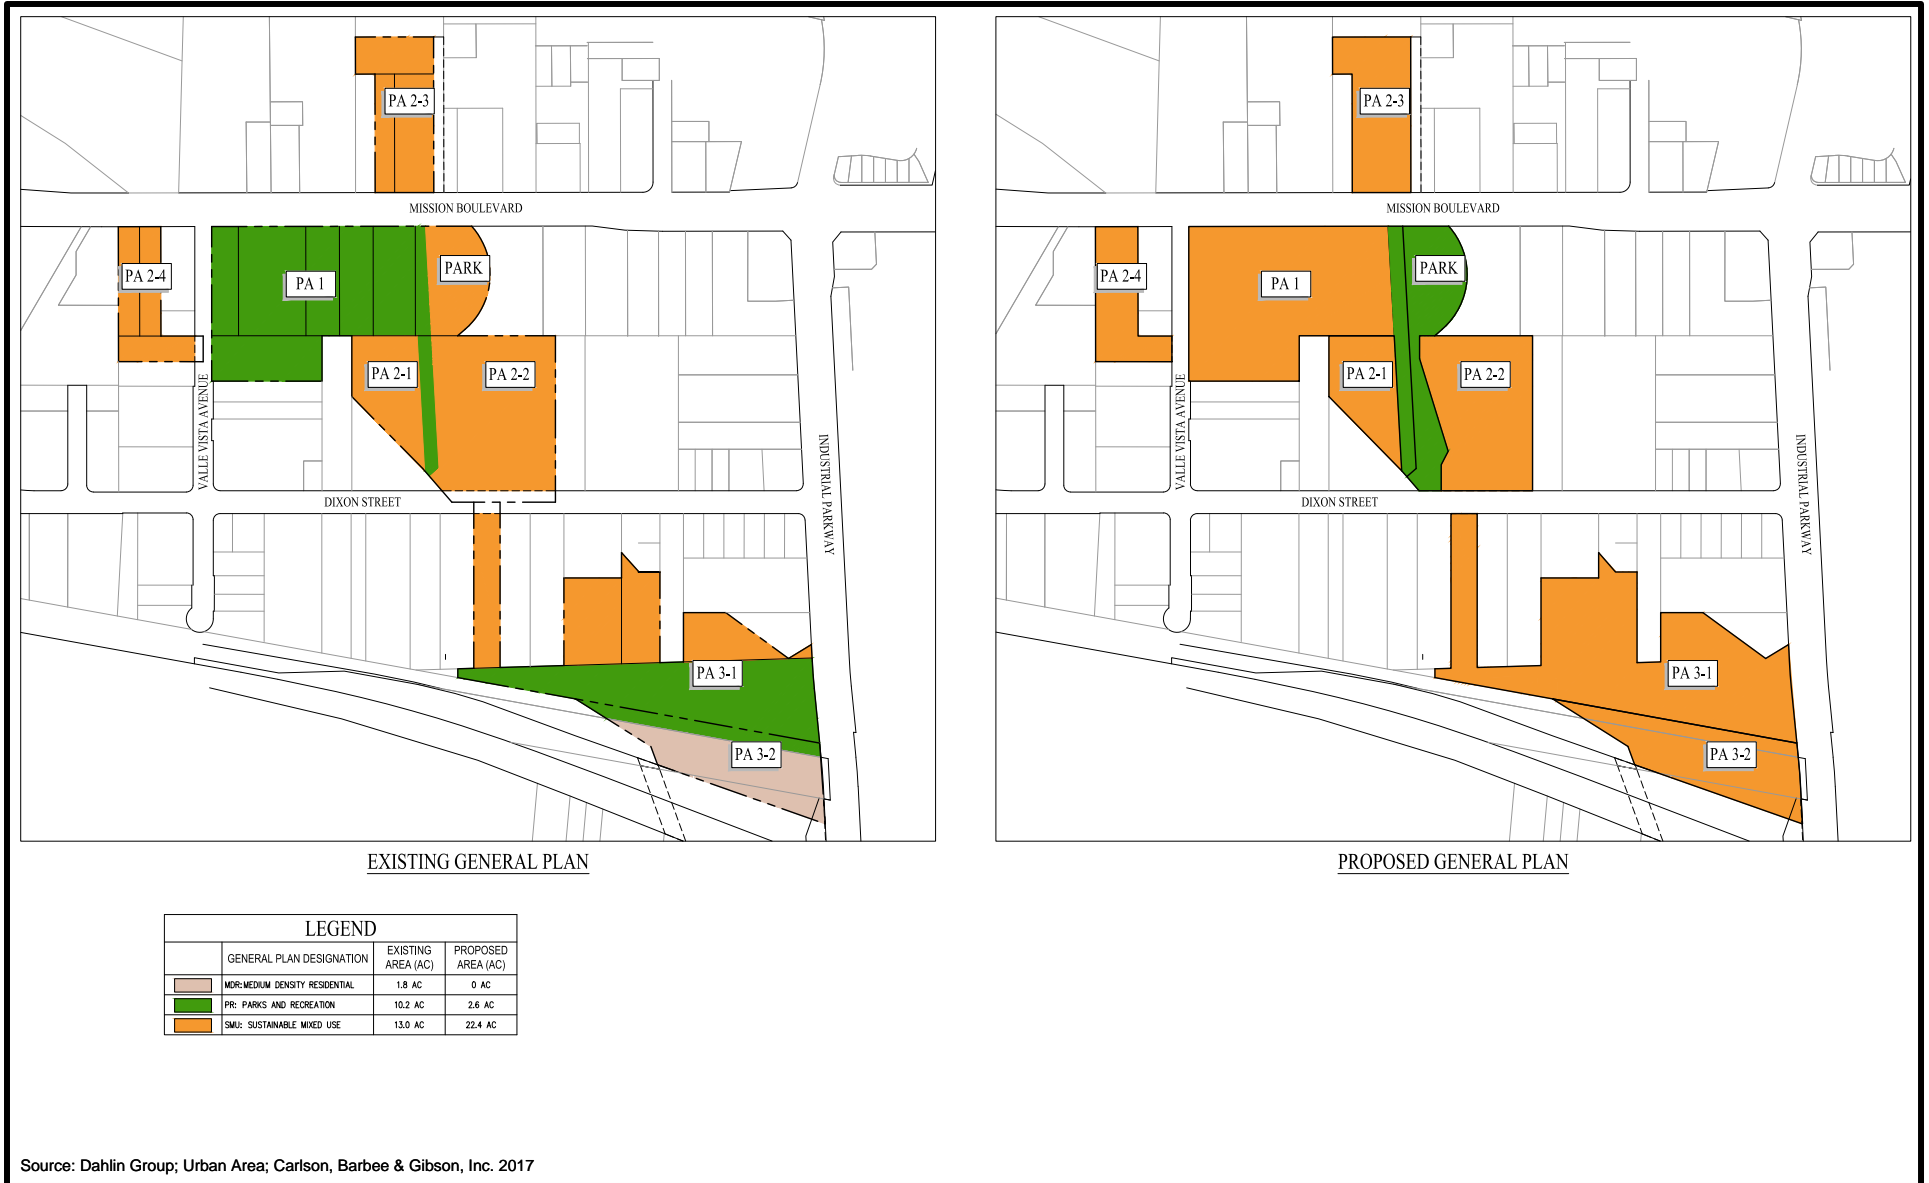 PA 2-3
MISSION BOULEVARD
PA 2-4
PA 1
PARK
PA 2-1
PA 2-2
VALLE VISTA AVENUE
DIXON STREET
INDUSTRIAL PARKWAY
PA 3-1
PA 3-2
EXISTING GENERAL PLAN
PA 2-3
MISSION BOULEVARD
PA 2-4
PA 1
PARK
PA 2-1
PA 2-2
VALLE VISTA AVENUE
DIXON STREET
INDUSTRIAL PARKWAY
PA 3-1
PA 3-2
PROPOSED GENERAL PLAN
LEGEND
GENERAL PLAN DESIGNATION
EXISTING
AREA (AC)
PROPOSED
AREA (AC)
MDR: MEDIUM DENSITY RESIDENTIAL 1.8 AC 0 AC
PR: PARKS AND RECREATION 10.2 AC 2.6 AC
SMU: SUSTAINABLE MIXED USE 13.0 AC 22.4 AC
Source: Dahlin Group; Urban Area; Carlson, Barbee & Gibson, Inc. 2017